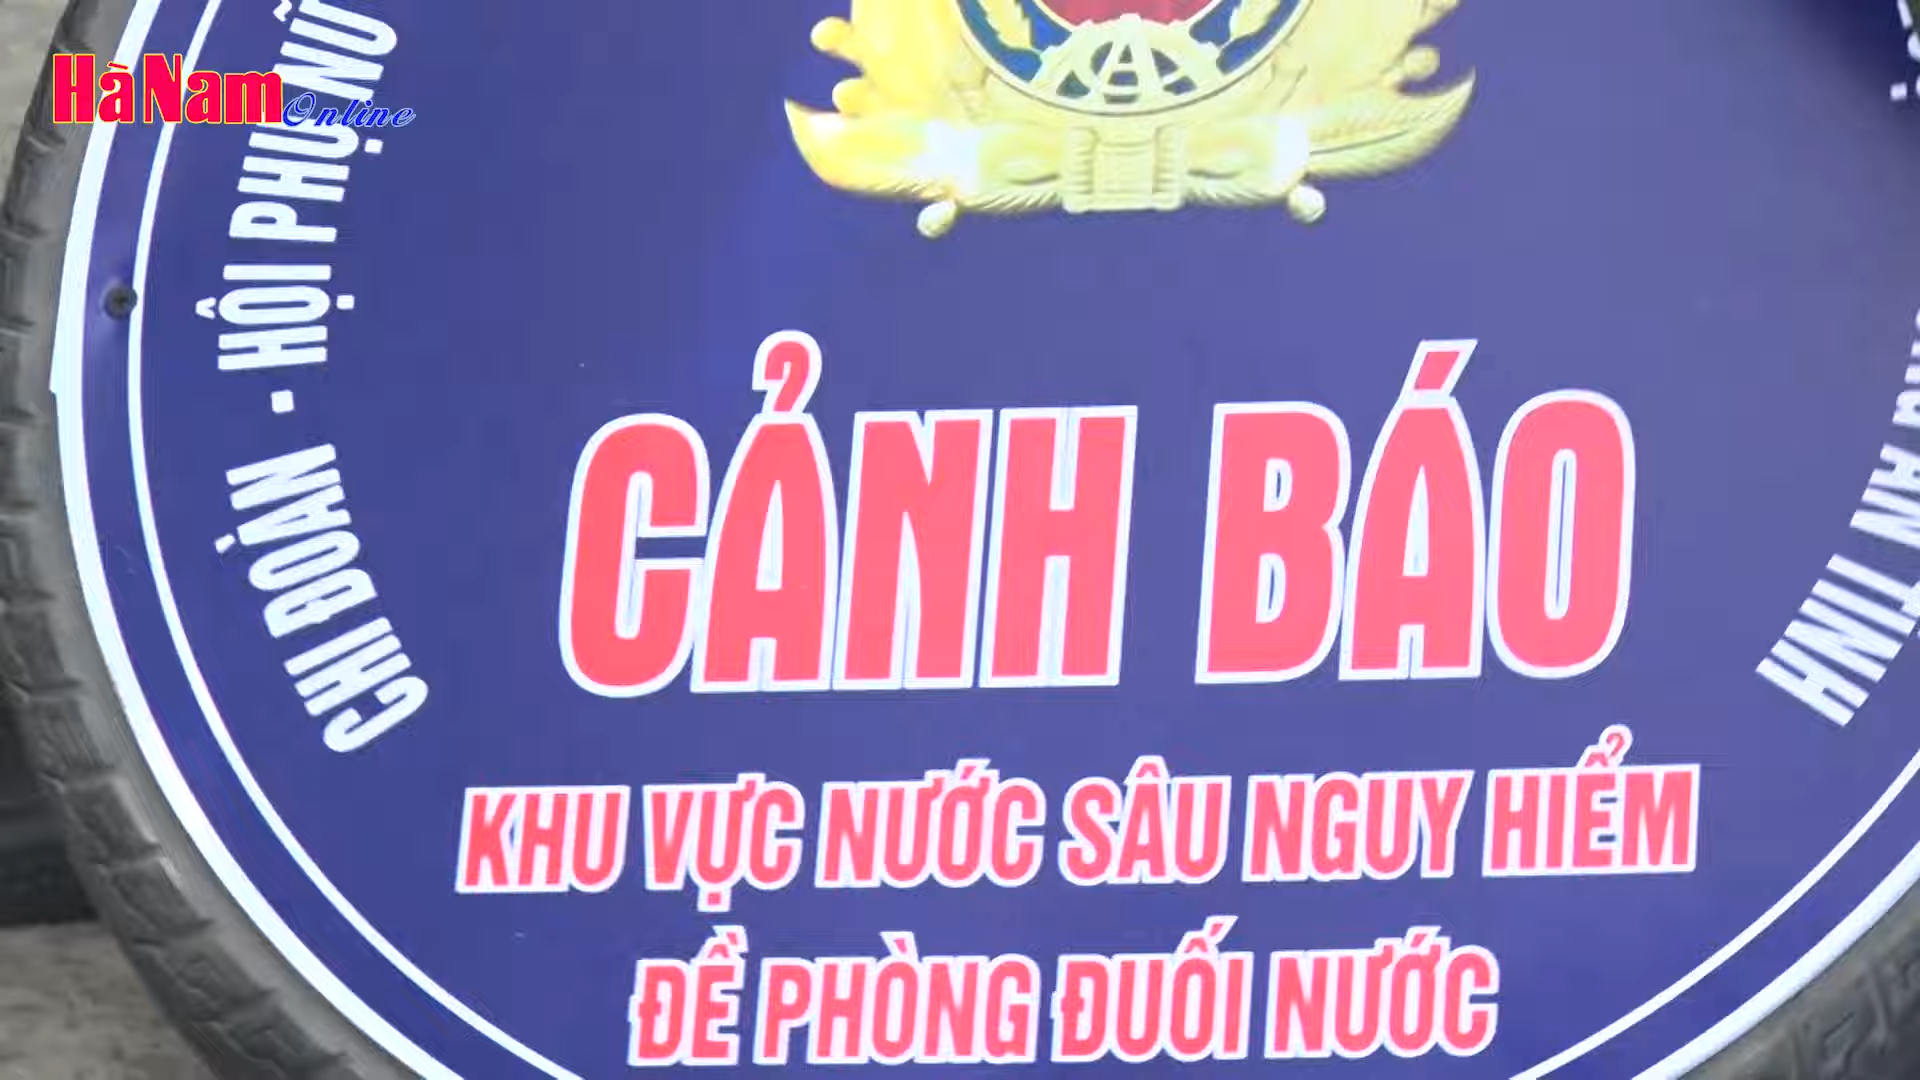 Hà Nam Online
CHI ĐOÀN - HỘI PHỤ NỮ
CẢNH BÁO
KHU VỰC NƯỚC SÂU NGUY HIỂM
ĐỀ PHÒNG ĐUỐI NƯỚC
AN TỈNH